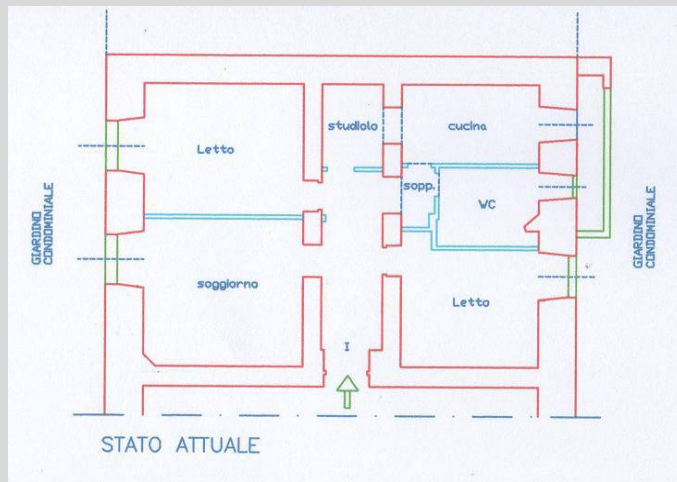 studiolo
cucina
Letto
sopp.
WC
GIARDINO
CONDOMINIALE
GIARDINO
CONDOMINIALE
soggiorno
Letto
I
STATO ATTUALE